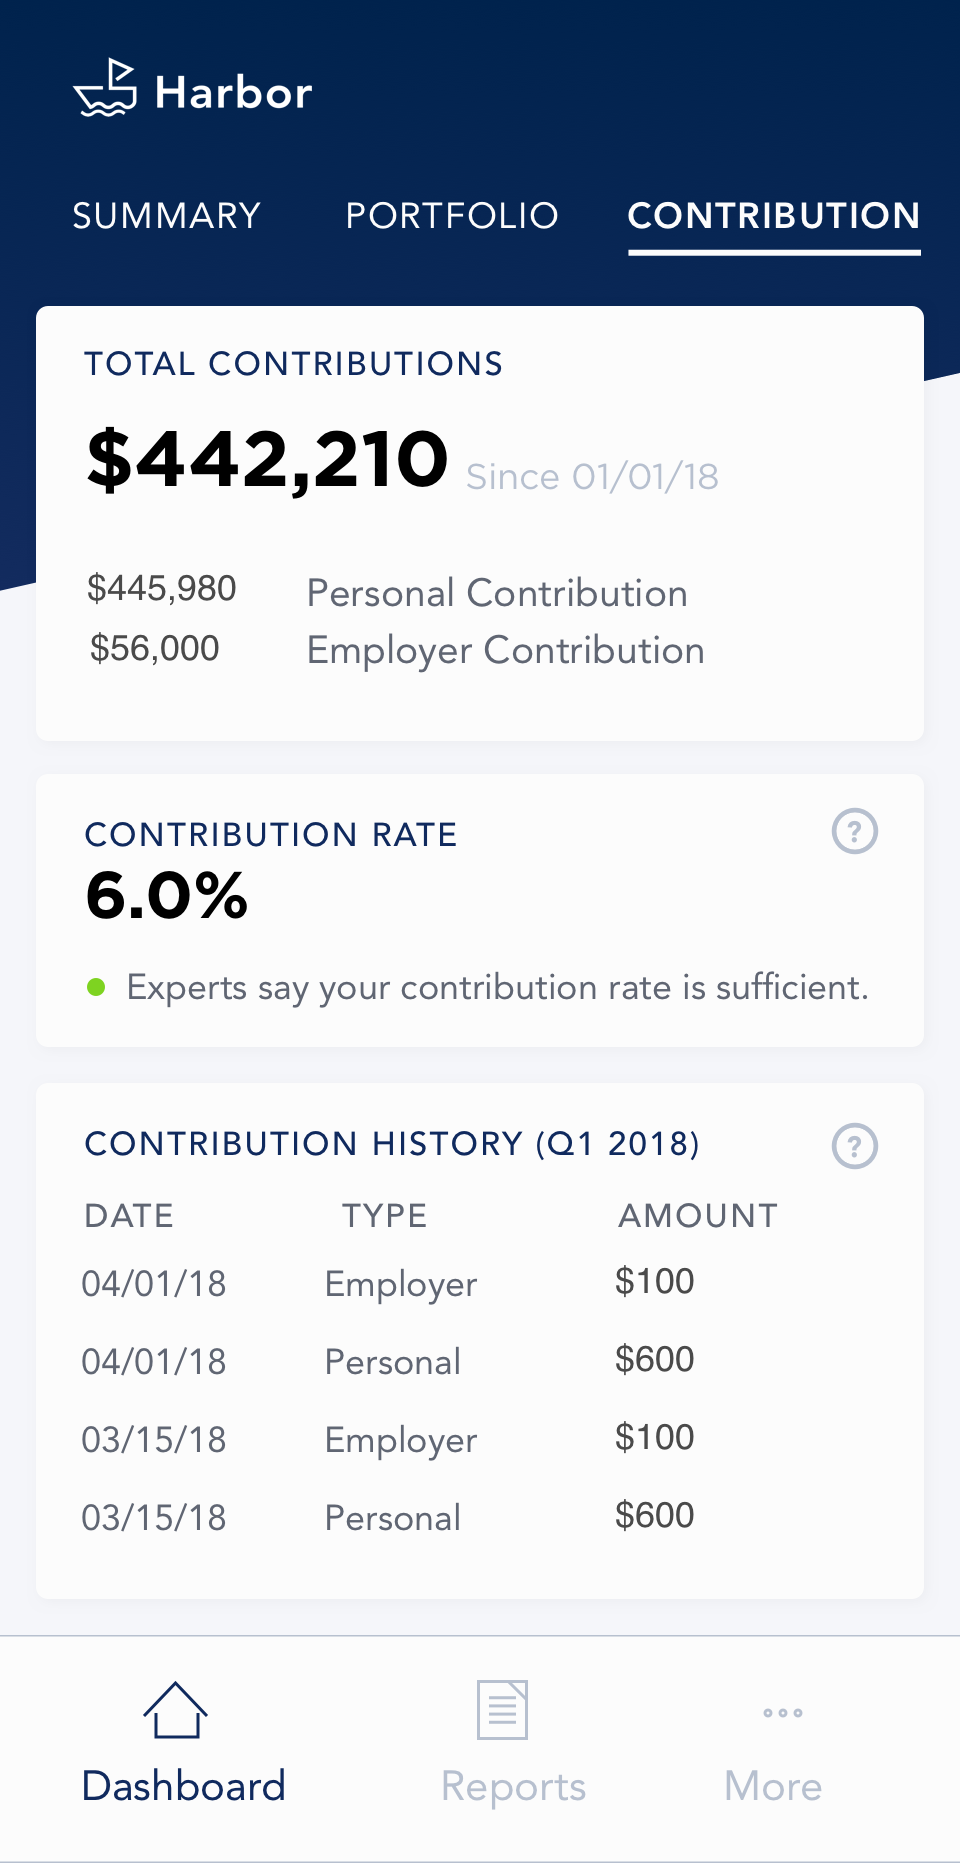 Harbor
SUMMARY PORTFOLIO CONTRIBUTION
TOTAL CONTRIBUTIONS
$442,210 Since 01/01/18
$445,980 Personal Contribution
$56,000 Employer Contribution
CONTRIBUTION RATE ?
6.0%
Experts say your contribution rate is sufficient.
CONTRIBUTION HISTORY (Q1 2018) ?
DATE TYPE AMOUNT
04/01/18 Employer $100
04/01/18 Personal $600
03/15/18 Employer $100
03/15/18 Personal $600
Dashboard Reports More